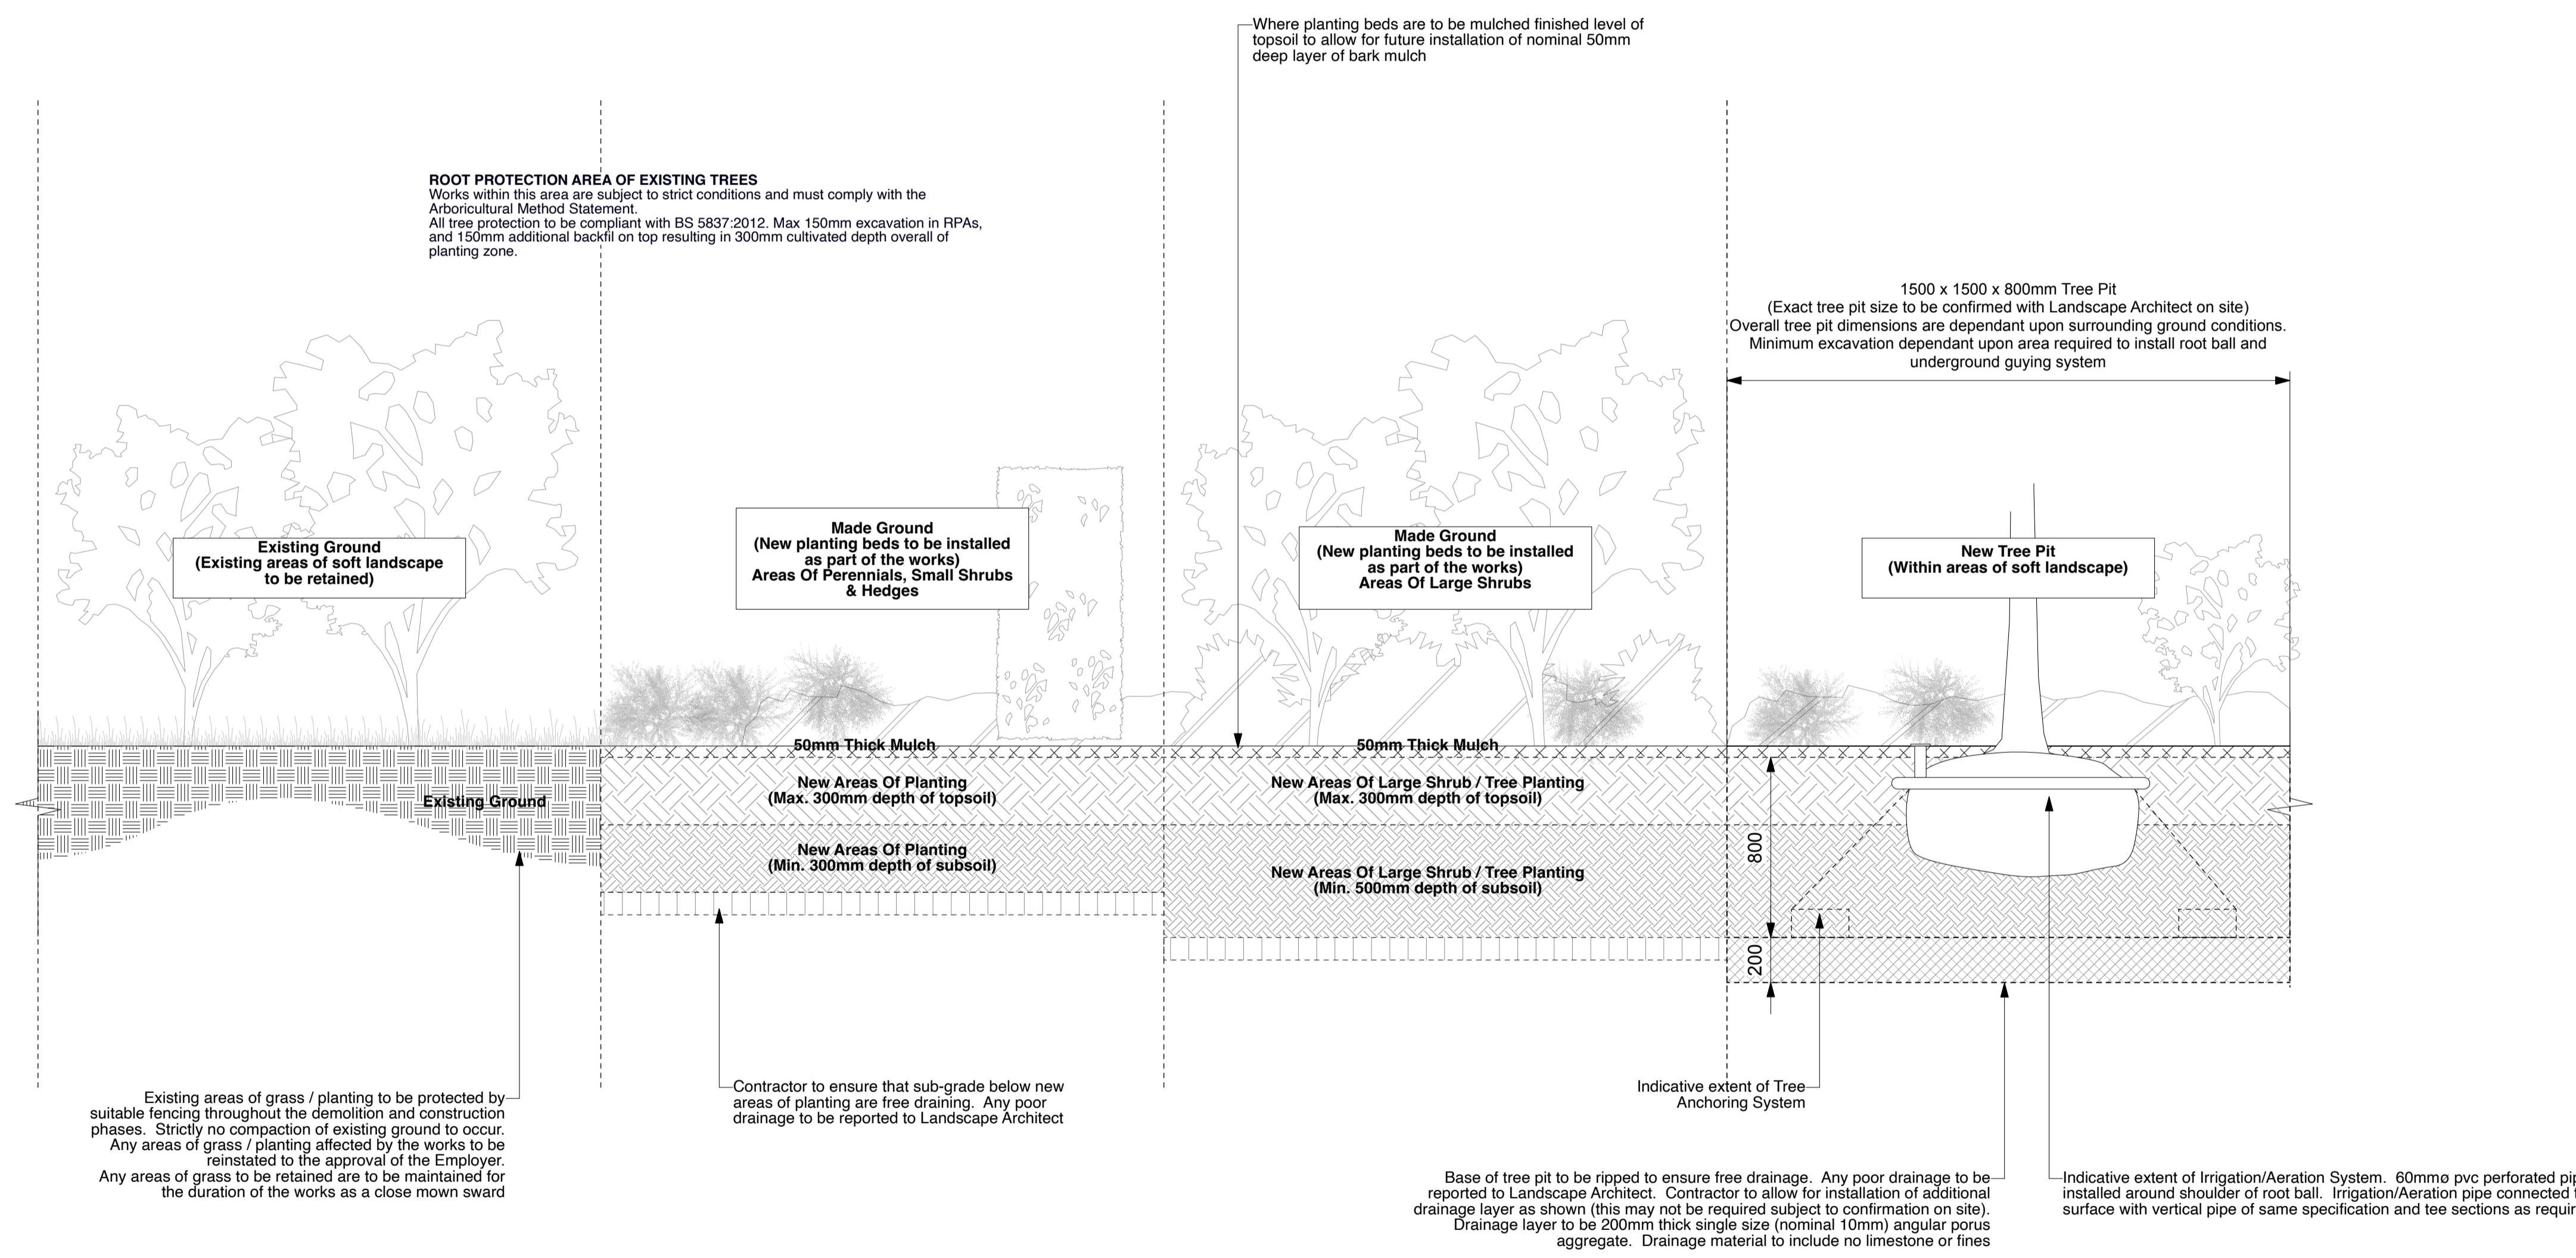 Where planting beds are to be mulched finished level of
topsoil to allow for future installation of nominal 50mm
deep layer of bark mulch
ROOT PROTECTION AREA OF EXISTING TREES
Works within this area are subject to strict conditions and must comply with the
Arboricultural Method Statement.
All tree protection to be compliant with BS 5837:2012. Max 150mm excavation in RPAs,
and 150mm additional backfil on top resulting in 300mm cultivated depth overall of
planting zone.
1500 x 1500 x 800mm Tree Pit
(Exact tree pit size to be confirmed with Landscape Architect on site)
Overall tree pit dimensions are dependant upon surrounding ground conditions.
Minimum excavation dependant upon area required to install root ball and
underground guying system
Existing Ground
(Existing areas of soft landscape
to be retained)
Made Ground
(New planting beds to be installed
as part of the works)
Areas Of Perennials, Small Shrubs
& Hedges
Made Ground
(New planting beds to be installed
as part of the works)
Areas Of Large Shrubs
New Tree Pit
(Within areas of soft landscape)
50mm Thick Mulch
50mm Thick Mulch
Existing Ground
New Areas Of Planting
(Max. 300mm depth of topsoil)
New Areas Of Large Shrub / Tree Planting
(Max. 300mm depth of topsoil)
New Areas Of Planting
(Min. 300mm depth of subsoil)
New Areas Of Large Shrub / Tree Planting
(Min. 500mm depth of subsoil)
800
200
Existing areas of grass / planting to be protected by
suitable fencing throughout the demolition and construction
phases. Strictly no compaction of existing ground to occur.
Any areas of grass / planting affected by the works to be
reinstated to the approval of the Employer.
Any areas of grass to be retained are to be maintained for
the duration of the works as a close mown sward
Contractor to ensure that sub-grade below new
areas of planting are free draining. Any poor
drainage to be reported to Landscape Architect
Indicative extent of Tree
Anchoring System
Base of tree pit to be ripped to ensure free drainage. Any poor drainage to be
reported to Landscape Architect. Contractor to allow for installation of additional
drainage layer as shown (this may not be required subject to confirmation on site).
Drainage layer to be 200mm thick single size (nominal 10mm) angular porus
aggregate. Drainage material to include no limestone or fines
Indicative extent of Irrigation/Aeration System. 60mmø pvc perforated
installed around shoulder of root ball. Irrigation/Aeration pipe connected
surface with vertical pipe of same specification and tee sections as